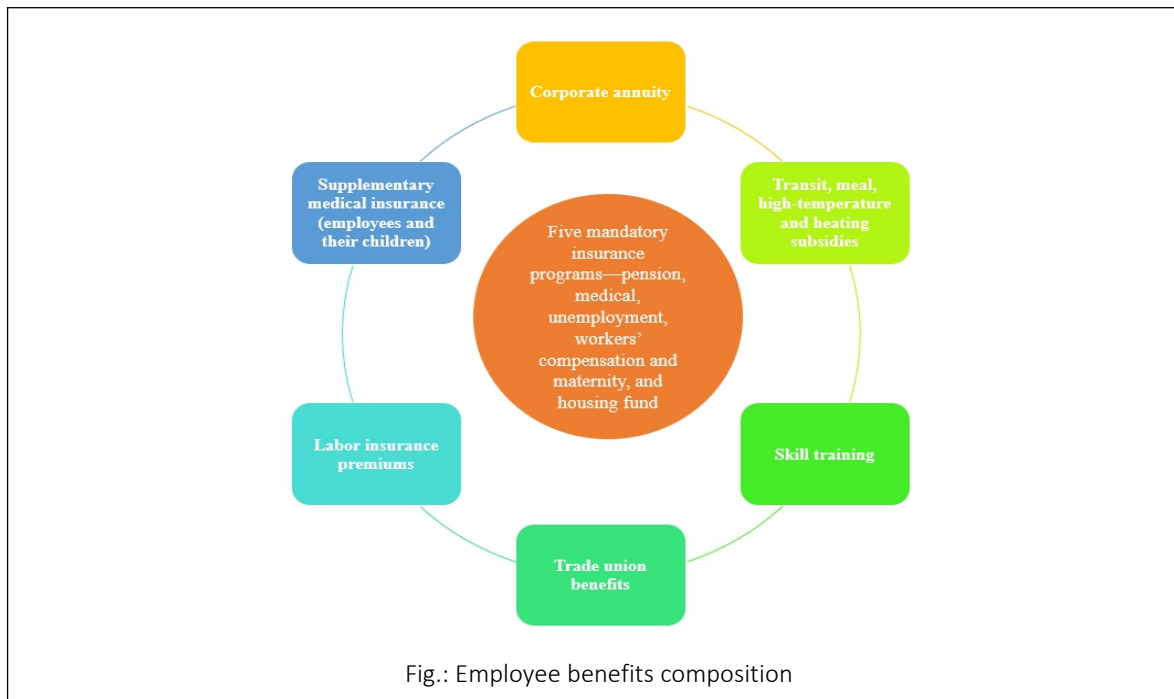 Corporate annuity
Supplementary
medical insurance
(employees and
their children)
Transit, meal,
high-temperature
and heating
subsidies
Five mandatory
insurance
programs—pension,
medical,
unemployment,
workers’
compensation and
maternity, and
housing fund
Labor insurance
premiums
Skill training
Trade union
benefits
Fig.: Employee benefits composition